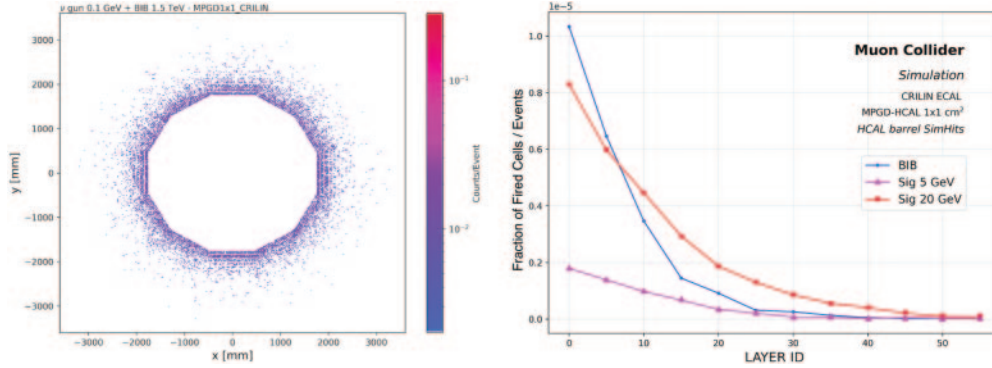 ν gun 0.1 GeV + BIB 1.5 TeV - MPGD1x1_CRILIN
3000
2000
1000
0
−1000
−2000
−3000
y [mm]
−3000 −2000 −1000 0 1000 2000 3000
x [mm]
10⁻¹
10⁻²
Counts/Event
1e−5
1.0
0.8
0.6
0.4
0.2
0.0
Fraction of Fired Cells / Events
Muon Collider
Simulation
CRILIN ECAL
MPGD-HCAL 1x1 cm²
HCAL barrel SimHits
BIB
Sig 5 GeV
Sig 20 GeV
0 10 20 30 40 50
LAYER ID